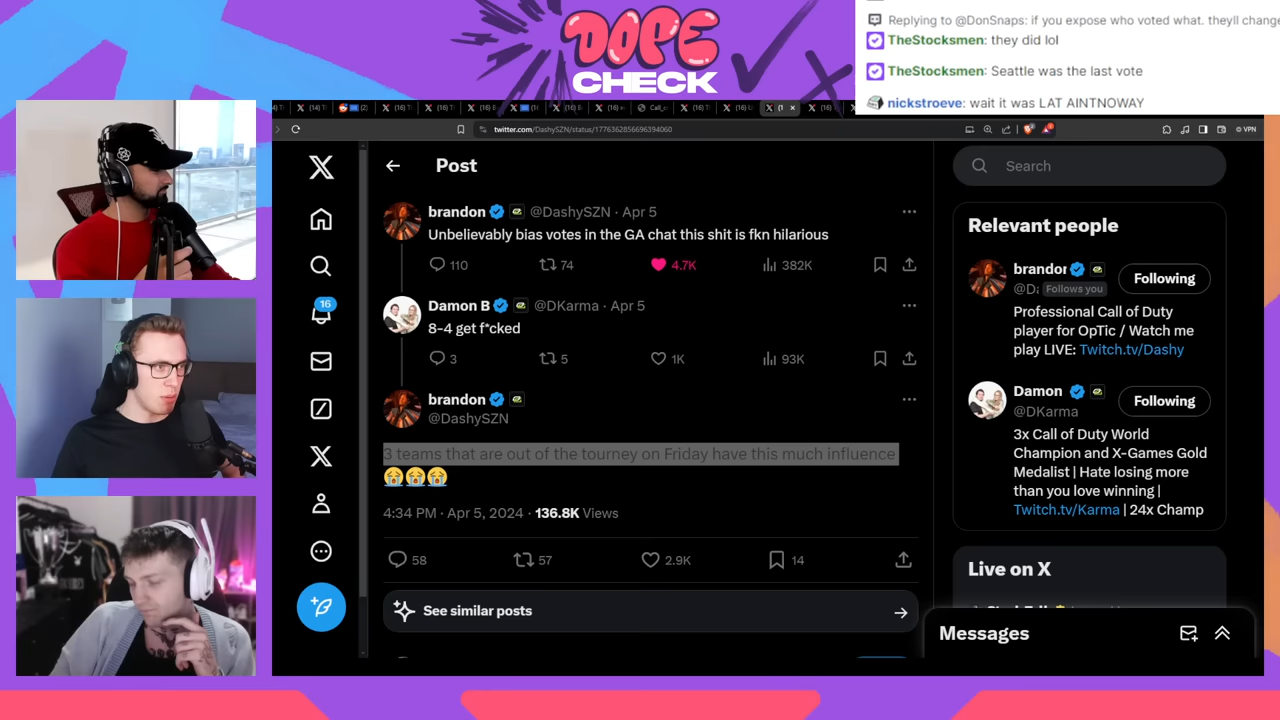 DOPE
CHECK
Replying to @DonSnaps: if you expose who voted what. theyll change
TheStocksmen: they did lol
TheStocksmen: Seattle was the last vote
nickstroeve: wait it was LAT AINTNOWAY
twitter.com/DashySZN/status/1776362856696394060
VPN
Post
Search
brandon @DashySZN · Apr 5
Unbelievably bias votes in the GA chat this shit is fkn hilarious
110 74 4.7K 382K
Damon B @DKarma · Apr 5
8-4 get f*cked
3 5 1K 93K
brandon
@DashySZN
3 teams that are out of the tourney on Friday have this much influence
😭😭😭
4:34 PM · Apr 5, 2024 · 136.8K Views
58 57 2.9K 14
See similar posts
16
Relevant people
brandon
@Da Follows you
Following
Professional Call of Duty
player for OpTic / Watch me
play LIVE: Twitch.tv/Dashy
Damon
@DKarma
Following
3x Call of Duty World
Champion and X-Games Gold
Medalist | Hate losing more
than you love winning |
Twitch.tv/Karma | 24x Champ
Live on X
Messages